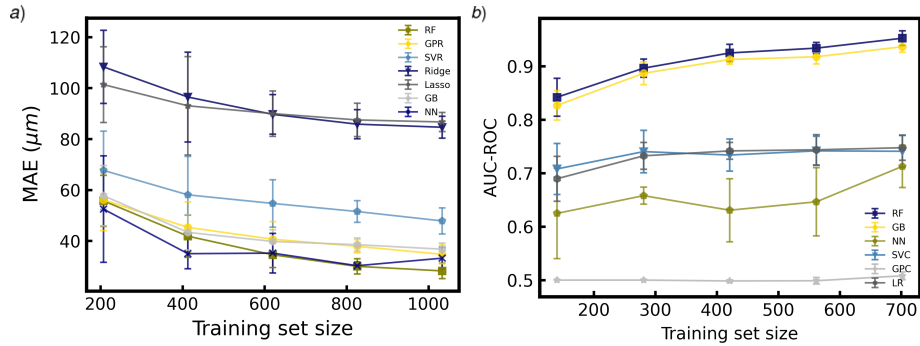 a)
MAE (μm)
120
100
80
60
40
200
400
600
800
1000
Training set size
RF
GPR
SVR
Ridge
Lasso
GB
NN
b)
AUC-ROC
0.9
0.8
0.7
0.6
0.5
200
300
400
500
600
700
Training set size
RF
GB
NN
SVC
GPC
LR